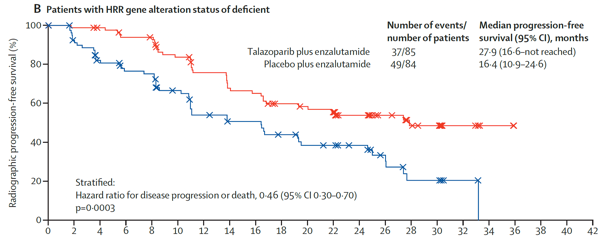 B Patients with HRR gene alteration status of deficient
Number of events/ Median progression-free
number of patients survival (95% CI), months
Talazoparib plus enzalutamide 37/85 27·9 (16·6–not reached)
Placebo plus enzalutamide 49/84 16·4 (10·9–24·6)
Radiographic progression-free survival (%)
100
80
60
40
20
0
Stratified:
Hazard ratio for disease progression or death, 0·46 (95% CI 0·30–0·70)
p=0·0003
0 2 4 6 8 10 12 14 16 18 20 22 24 26 28 30 32 34 36 38 40 42